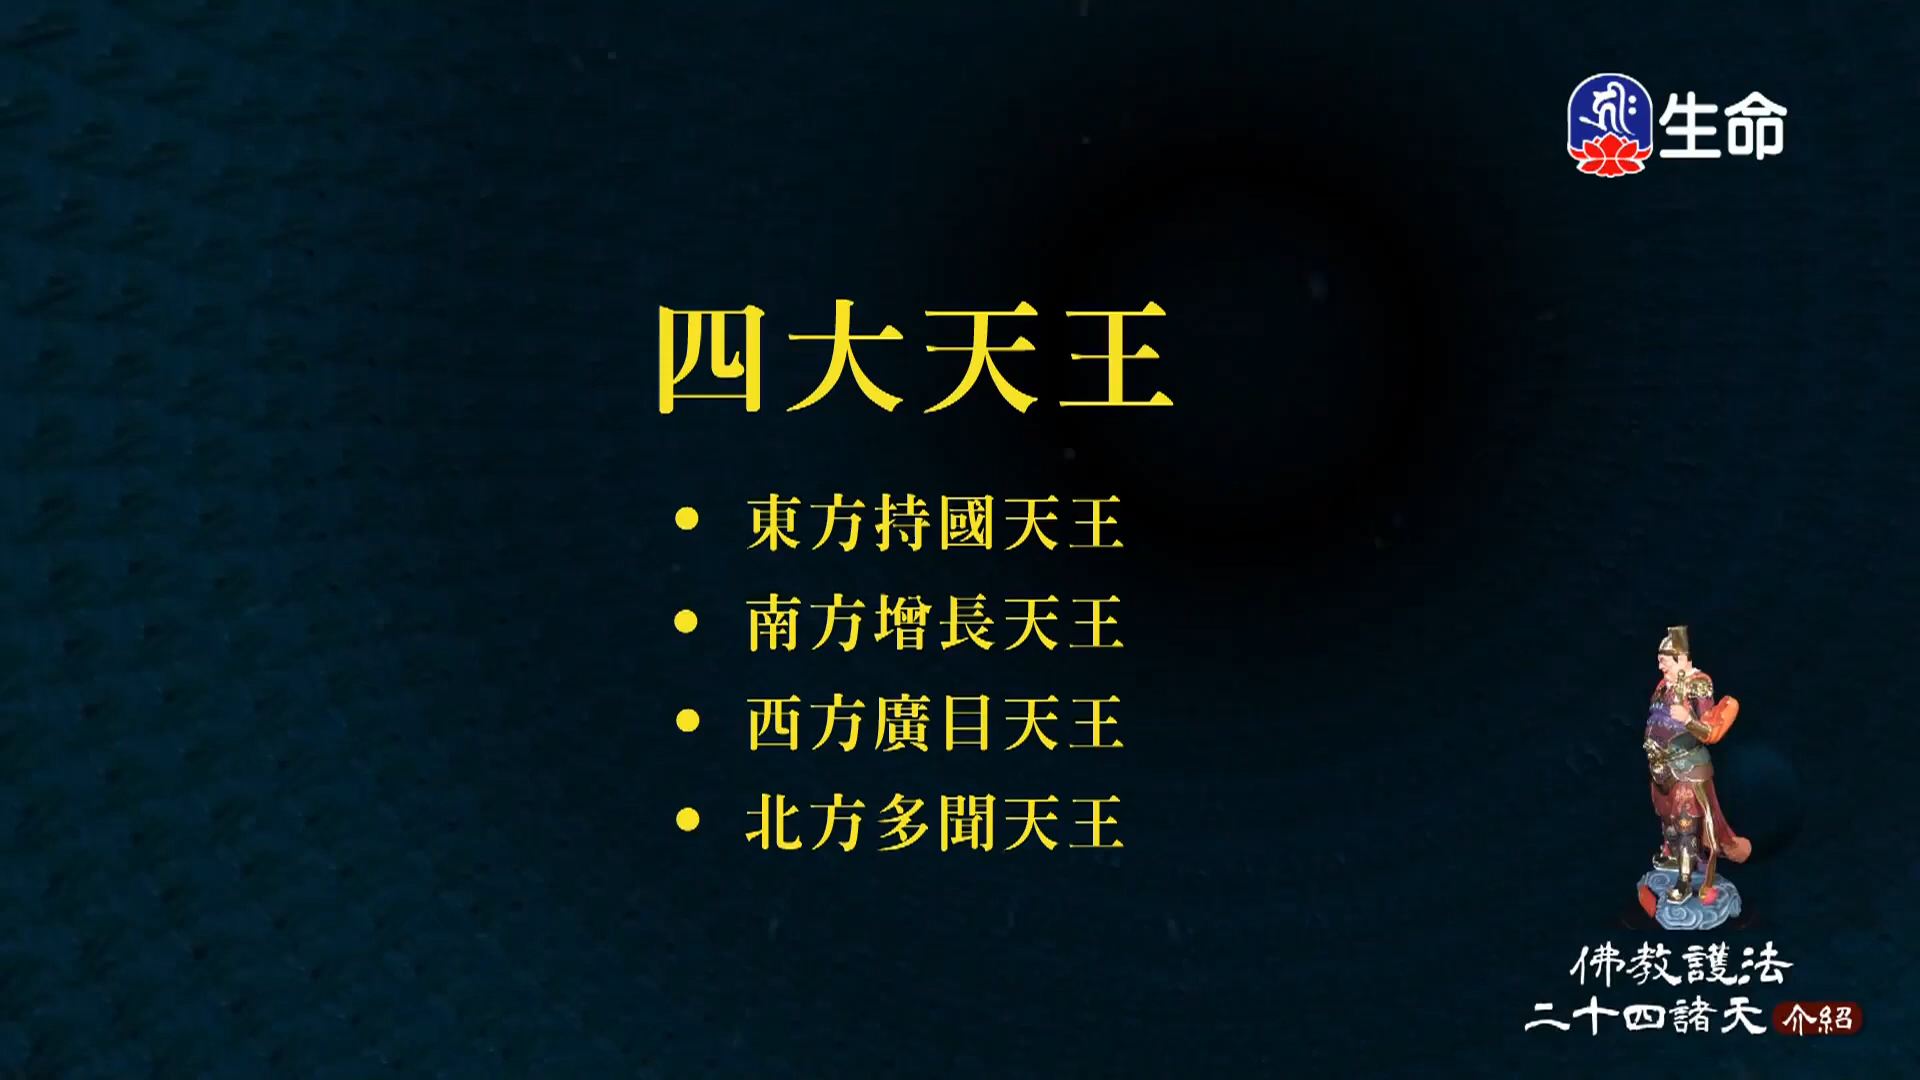 生命
四大天王
• 東方持國天王
• 南方增長天王
• 西方廣目天王
• 北方多聞天王
佛教護法
二十四諸天 介紹